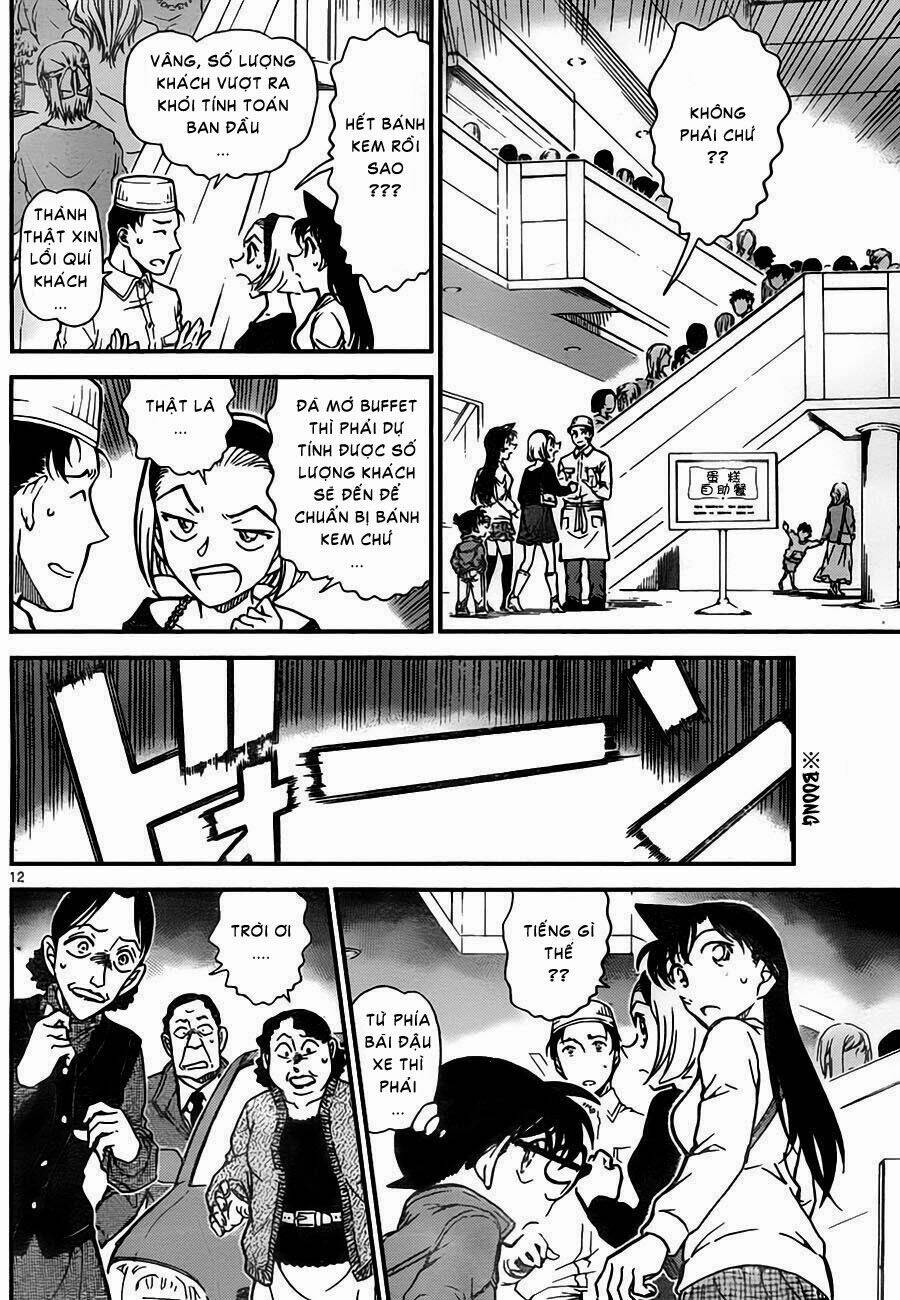 KHÔNG
PHẢI CHỨ
??
HẾT BÁNH
KEM RỒI
SAO
???
VÂNG, SỐ LƯỢNG
KHÁCH VƯỢT RA
KHỎI TÍNH TOÁN
BAN ĐẦU
...
THÀNH
THẬT XIN
LỖI QUÍ
KHÁCH
...
蛋糕
自助餐
ĐÃ MỞ BUFFET
THÌ PHẢI DỰ
TÍNH ĐƯỢC SỐ
LƯỢNG KHÁCH
SẼ ĐẾN ĐỂ
CHUẨN BỊ BÁNH
KEM CHỨ
THẬT LÀ
...
※BOONG
12
TIẾNG GÌ
THẾ
??
TỪ PHÍA
BÃI ĐẬU
XE THÌ
PHẢI
...
TRỜI ƠI
....